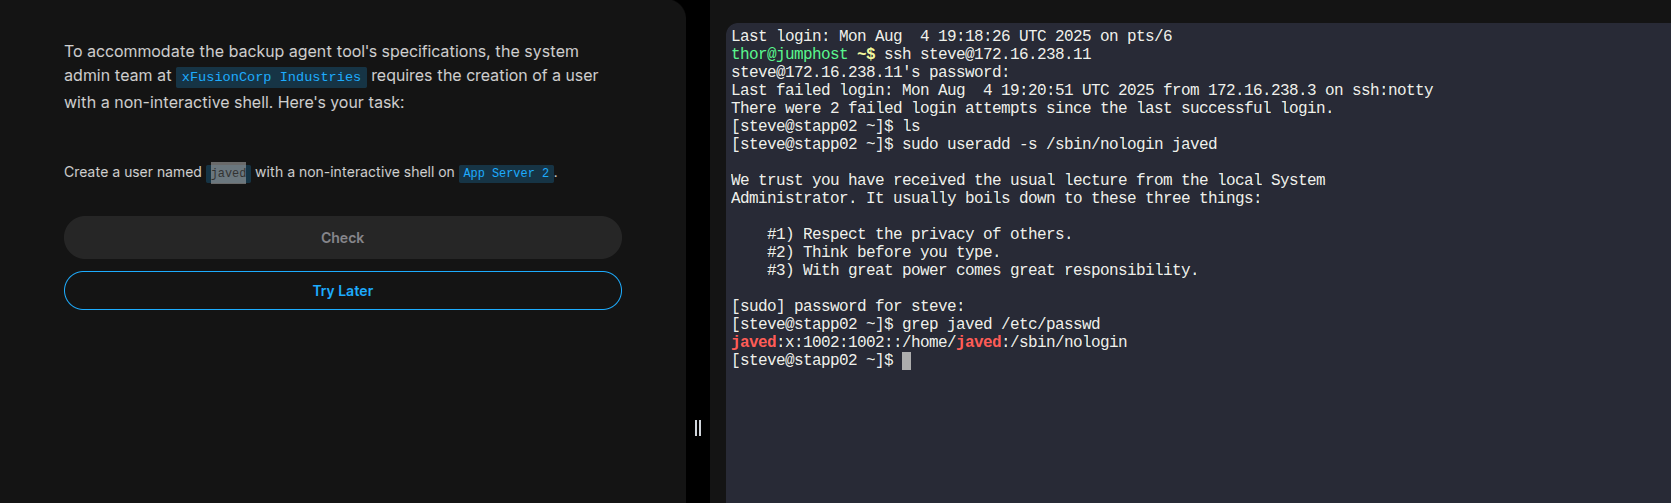 To accommodate the backup agent tool's specifications, the system
admin team at xFusionCorp Industries requires the creation of a user
with a non-interactive shell. Here's your task:
Create a user named javed with a non-interactive shell on App Server 2.
Check
Try Later
Last login: Mon Aug  4 19:18:26 UTC 2025 on pts/6
thor@jumphost ~$ ssh steve@172.16.238.11
steve@172.16.238.11's password:
Last failed login: Mon Aug  4 19:20:51 UTC 2025 from 172.16.238.3 on ssh:notty
There were 2 failed login attempts since the last successful login.
[steve@stapp02 ~]$ ls
[steve@stapp02 ~]$ sudo useradd -s /sbin/nologin javed
We trust you have received the usual lecture from the local System
Administrator. It usually boils down to these three things:
#1) Respect the privacy of others.
#2) Think before you type.
#3) With great power comes great responsibility.
[sudo] password for steve:
[steve@stapp02 ~]$ grep javed /etc/passwd
javed:x:1002:1002::/home/javed:/sbin/nologin
[steve@stapp02 ~]$